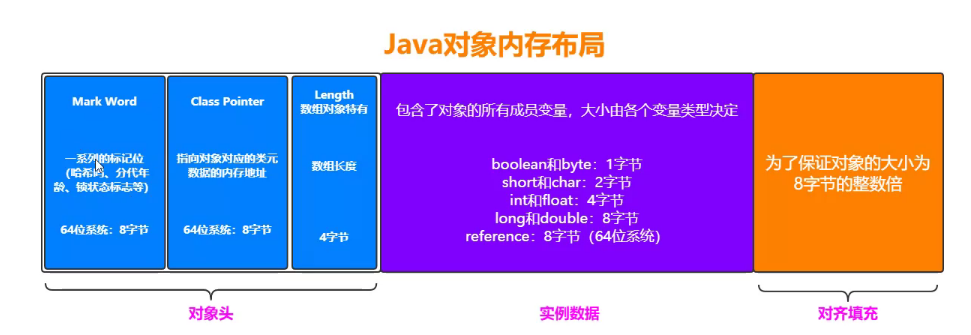 Java对象内存布局
Mark Word
一系列的标记位
(哈希码、分代年
龄、锁状态标志等)
64位系统：8字节
Class Pointer
指向对象对应的类元
数据的内存地址
64位系统：8字节
Length
数组对象特有
数组长度
4字节
包含了对象的所有成员变量，大小由各个变量类型决定
boolean和byte：1字节
short和char：2字节
int和float：4字节
long和double：8字节
reference：8字节（64位系统）
为了保证对象的大小为
8字节的整数倍
对象头
实例数据
对齐填充